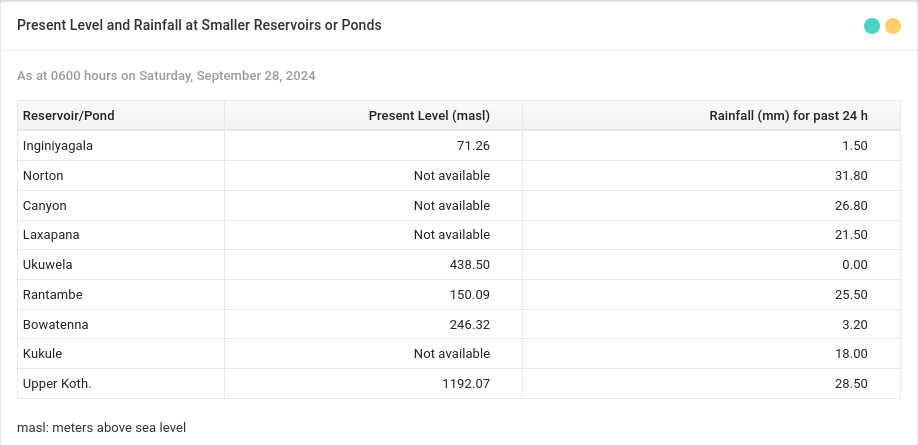 Present Level and Rainfall at Smaller Reservoirs or Ponds
As at 0600 hours on Saturday, September 28, 2024
Reservoir/Pond Present Level (masl) Rainfall (mm) for past 24 h
Inginiyagala 71.26 1.50
Norton Not available 31.80
Canyon Not available 26.80
Laxapana Not available 21.50
Ukuwela 438.50 0.00
Rantambe 150.09 25.50
Bowatenna 246.32 3.20
Kukule Not available 18.00
Upper Koth. 1192.07 28.50
masl: meters above sea level